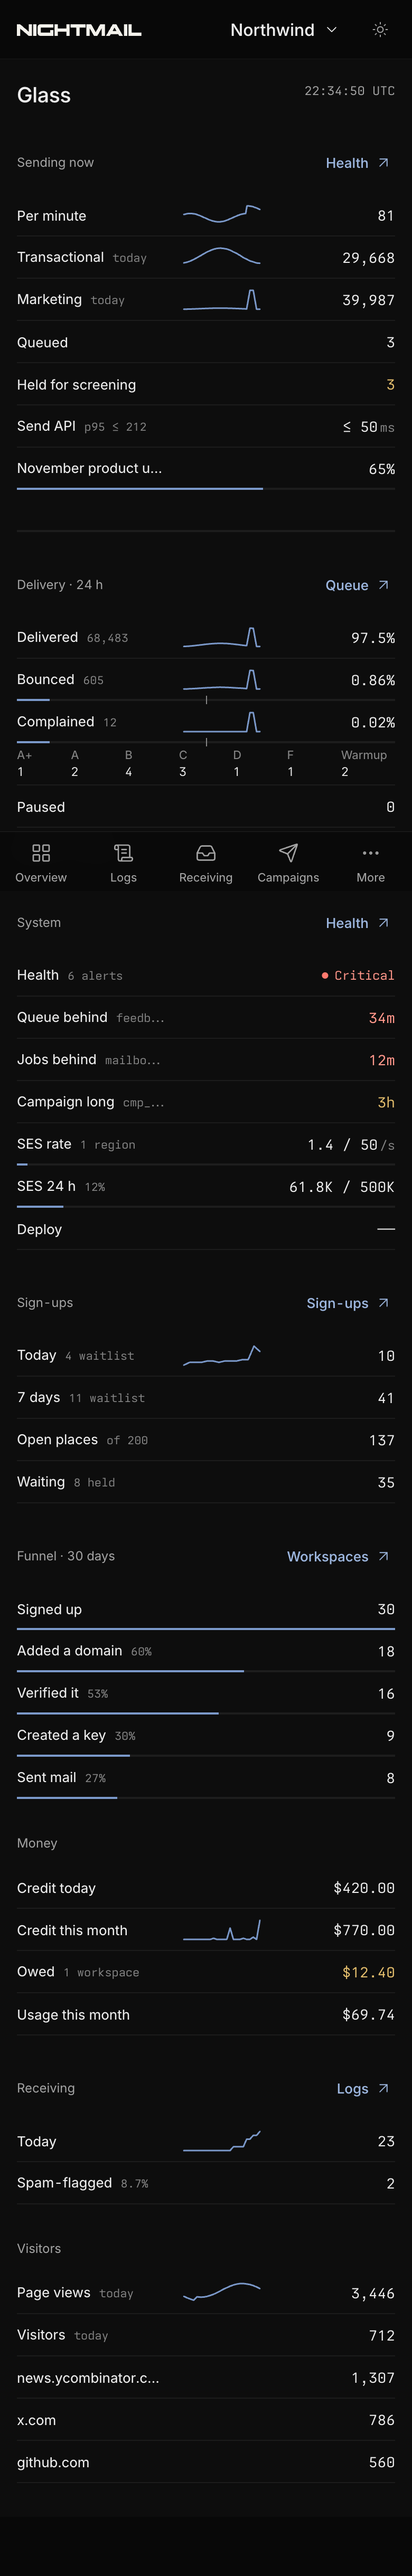 NIGHTMAIL
Northwind
Glass 22:34:50 UTC
Sending now Health
Per minute 81
Transactional today 29,668
Marketing today 39,987
Queued 3
Held for screening 3
Send API p95 ≤ 212 ≤ 50 ms
November product u... 65%
Delivery · 24 h Queue
Delivered 68,483 97.5%
Bounced 605 0.86%
Complained 12 0.02%
A+ A B C D F Warmup
1 2 4 3 1 1 2
Paused 0
Overview Logs Receiving Campaigns More
System Health
Health 6 alerts Critical
Queue behind feedb... 34m
Jobs behind mailbo... 12m
Campaign long cmp_... 3h
SES rate 1 region 1.4 / 50 /s
SES 24 h 12% 61.8K / 500K
Deploy —
Sign-ups Sign-ups
Today 4 waitlist 10
7 days 11 waitlist 41
Open places of 200 137
Waiting 8 held 35
Funnel · 30 days Workspaces
Signed up 30
Added a domain 60% 18
Verified it 53% 16
Created a key 30% 9
Sent mail 27% 8
Money
Credit today $420.00
Credit this month $770.00
Owed 1 workspace $12.40
Usage this month $69.74
Receiving Logs
Today 23
Spam-flagged 8.7% 2
Visitors
Page views today 3,446
Visitors today 712
news.ycombinator.c... 1,307
x.com 786
github.com 560